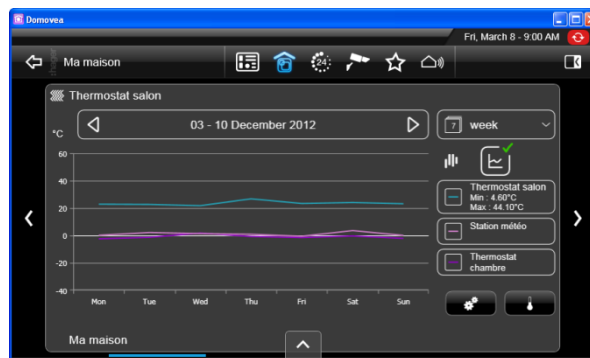 Domovea
Fri, March 8 - 9:00 AM
hager
Ma maison
24
Thermostat salon
°C
03 - 10 December 2012
7
week
60
40
20
0
-20
-40
Mon Tue Wed Thu Fri Sat Sun
Thermostat salon
Min : 4.60°C
Max : 44.10°C
Station météo
Thermostat
chambre
Ma maison